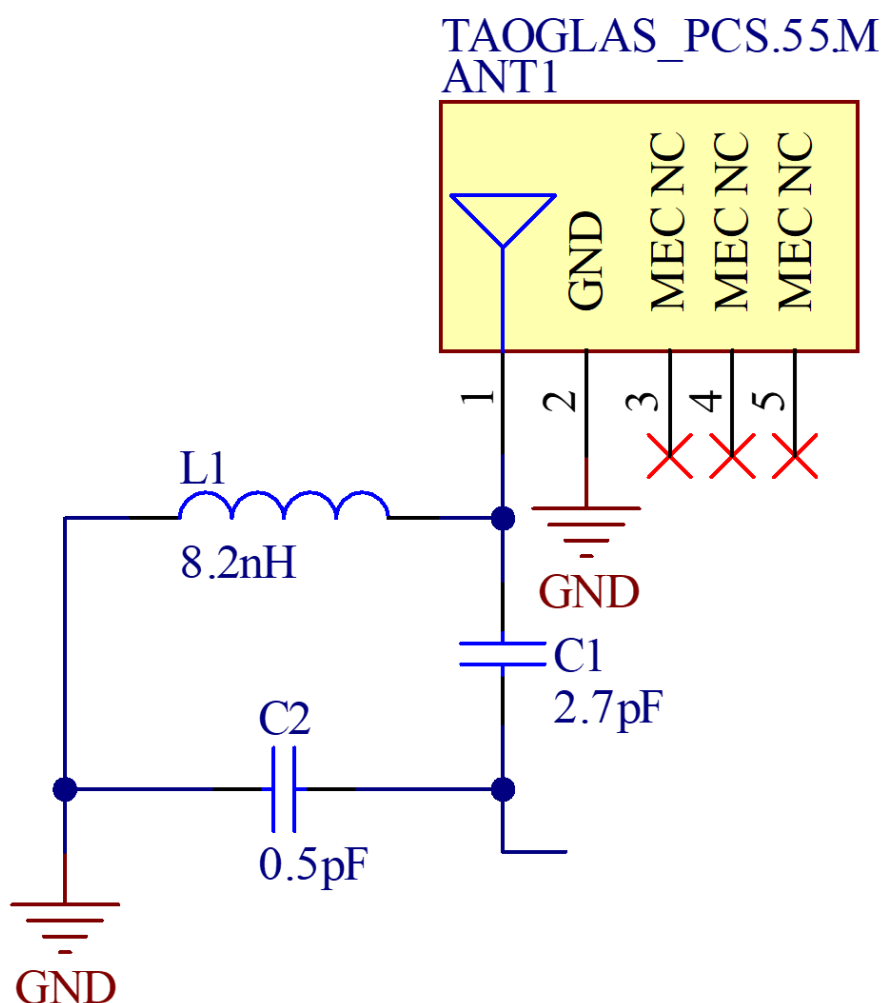 TAOGLAS_PCS.55.M
ANT1
GND
MEC NC
MEC NC
MEC NC
1
2
3
4
5
L1
8.2nH
GND
C1
2.7pF
C2
0.5pF
GND